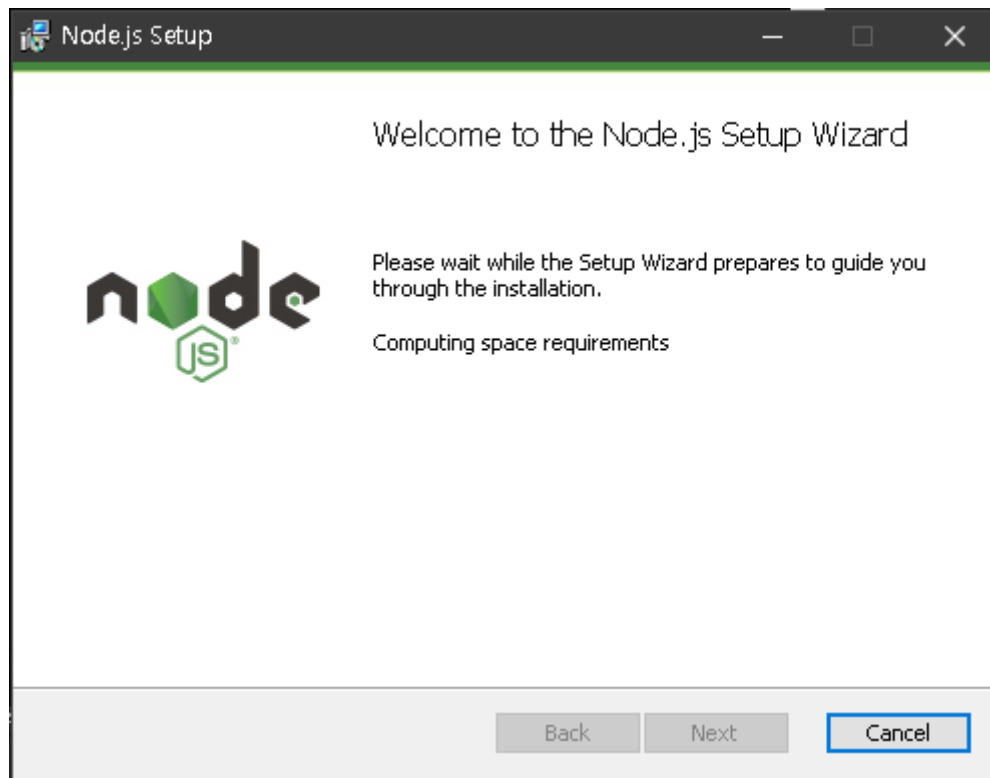 Node.js Setup
Welcome to the Node.js Setup Wizard
Please wait while the Setup Wizard prepares to guide you
through the installation.
Computing space requirements
node
JS
Back
Next
Cancel